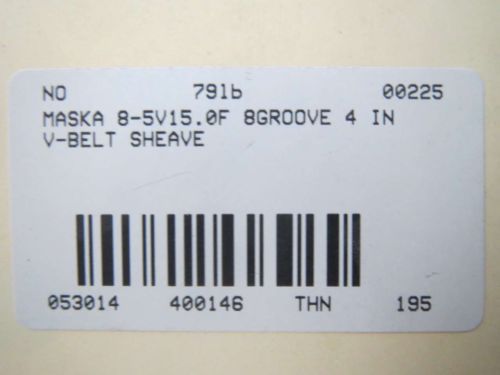 NO 791b 00225
MASKA 8-5V15.0F 8GROOVE 4 IN
V-BELT SHEAVE
053014 400146 THN 195